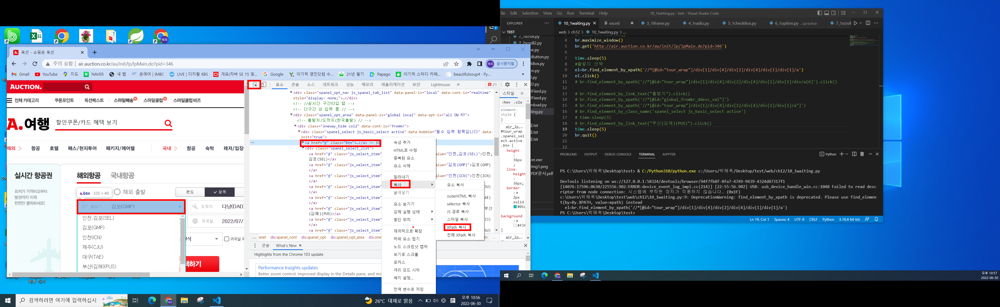 옥션 - 쇼핑은 옥션
주의 요함 | air.auction.co.kr/au/init/lp/lpMain.do?pid=346
해옥 일시중지됨
Gmail YouTube 지도 NAVER 새 탭 온에어 | iMBC LIVE | 디지털 KBS 개요(자바 SE 15 및... Google 이기적 영진닷컴 수... 21년 필기 Papago 이기적 스터디 카페... beautifulsoup4 · Py... »
AUCTION.
전체 카테고리 쿠폰포인트 옥션베스트 스마일배송 N 스마일클럽 N 스마일클럽 비즈
A.여행 할인쿠폰/카드 혜택 보기
해외 > 항공 호텔 패스/현지투어 패키지/에어텔 국내 > 항공 숙박 레저/입장
실시간 항공권
최저가 가격비교부터
발권까지 이제
한번만 클릭하세요!
해외항공 국내항공
a.btn 335 × 40 해외 출발 편도 왕복
출발지 김포(GMP) 도착지 다낭(DAD)
귀국일 2022/07/
인천,김포(SEL)
김포(GMP)
인천(ICN)
제주(CJU)
대구(TAE)
부산(김해)(PUS)
요소 콘솔 소스 네트워크 성능 메모리 애플리케이션 보안 Lighthouse » 21
<div class="spanel_opt_nav js_spanel_tab_list" data-panel-is="local" data-cont-is="realtime"
style="display: none;">…</div>
<!-- //실시간 구간타입 탭 -->
<!-- 다구간 외 입력 폼 // -->
<div class="spanel_opt_area" data-panel-is="global local" data-opt-is="all OW RT">
<!-- 출발지/도착지(한국출발) // -->
<div class="oneway_hide col2" data-cont-is="fromkr">
<div class="spanel_select js_basic_select active" data-bubble="필수 입력 항목입니다" data-
init="true">
<a href="#" class="btn">…</a> == $0
<div class="spanel_select_list">
<a href="#" class="js_select_item" alue="인천,김포(SEL)">인천,
김포(SEL)</a>
<a href="#" class="js_select_item" alue="김포(GMP)">김포(GMP)
</a>
<a href="#" class="js_select_item" alue="인천(ICN)">인천(ICN)
</a>
<a href="#" class="js_select_item" JU)
</a>
<a href="#" class="js_select_item" AE)
</a>
<a href="#" class="js_select_item" 부산
(김해)(PUS)</a>
<a href="#" class="js_select_item" JJ)
</a>
<a href="#" class="js_select_item" SU)
... anel div.spanel_cont div.spanel_opt div.spanel_opt_area div.one
콘솔 What's New ×
Highlights from the Chrome 103 update
Performance Insights updates
Better zoom control, improved display in the Details pane, and mo
속성 추가
HTML로 수정
중복된 요소
요소 삭제
잘라내기
복사
붙여넣기
요소 숨기기
강제 실행 상태
중단 위치
재귀적으로 확장
하위 요소 접기
노드 스크린샷 캡처
보기로 스크롤
포커스
격리 모드 시작
배지 설정...
전역 변수로 저장
요소 복사
outerHTML 복사
selector 복사
JS 경로 복사
스타일 복사
XPath 복사
전체 XPath 복사
스타일 »
:hov .cls
element.
style {
}
air_lp.…
#tour_wrap
.spanel_sel
ect.active
.btn {
height
:
36px
;
line-
height
:
36px;
border
:
2px
solid
#01c
background
:
#f3f
}
air_lp.…
검색하려면 여기에 입력하십시
26°C 대체로 맑음
오후 10:56
2022-06-30
File Edit Selection View Go Run Terminal Help
10_1waiting.py - test - Visual Studio Code
EXPLORER
TEST
7_1scroll.py
7_2scroll2.py
10_1waiting.py exceti 3_1iframe.py 4_1radio.py 5_1checkBox.py 6_1option.py ...\practice 7_1scroll
web > ch12 > 10_1waiting.py > ...
4 br.maximize_window()
5 br.get('http://air.auction.co.kr/au/init/lp/lpMain.do?pid=346')
6
7 time.sleep(5)
8 #출발지 선택
9 el=br.find_element_by_xpath('//*[@id="tour_wrap"]/div[1]/div[4]/div[2]/div[4]/div[1]/div[1]/a')
10 el.click()
11 # br.find_element_by_xpath('//*[@id="tour_wrap"]/div[1]/div[4]/div[2]/div[4]/div[1]/div[1]/div/a[6]').click()
12
13 # br.find_element_by_link_text("출발지").click()
14 # br.find_element_by_xpath('//*[@id="global_fromkr_ddesc_val"]')
15 # br.find_element_by_xpath('//*[@id="tour_wrap"]/div[1]/div[4]/div[2]/div[4]/div[1]/div[1]/a"]')
16 # br.find_element_by_class_name('spanel_select js_basic_select active')
17 # time.sleep(3)
18 # br.find_element_by_link_text("부산(김해)(PUS)").click()
19 time.sleep(5)
20 br.quit()
21
22
PROBLEMS OUTPUT DEBUG CONSOLE TERMINAL JUPYTER
Python
PS C:\Users\박해옥\Desktop\test> & C:/Python310/python.exe c:/Users/박해옥/Desktop/test/web/ch12/10_1waiting.py
DevTools listening on ws://127.0.0.1:58324/devtools/browser/94f7fb8f-8fa7-4749-9439-4324d87317f1
[14076:17596:0630/225556.902:ERROR:device_event_log_impl.cc(214)] [22:55:56.902] USB: usb_device_handle_win.cc:1048 Failed to read desc
riptor from node connection: 시스템에 부착된 장치가 작동하지 않습니다. (0x1F)
c:\Users\박해옥\Desktop\test\web\ch12\10_1waiting.py:9: DeprecationWarning: find_element_by_xpath is deprecated. Please use find_elemen
t(by=By.XPATH, value=xpath) instead
el=br.find_element_by_xpath('//*[@id="tour_wrap"]/div[1]/div[4]/div[2]/div[4]/div[1]/div[1]/a')
PS C:\Users\박해옥\Desktop\test>
Ln 19, Col 1 Spaces: 4 UTF-8 CRLF Python 3.10.4 64-bit
오후 10:57
2022-06-30